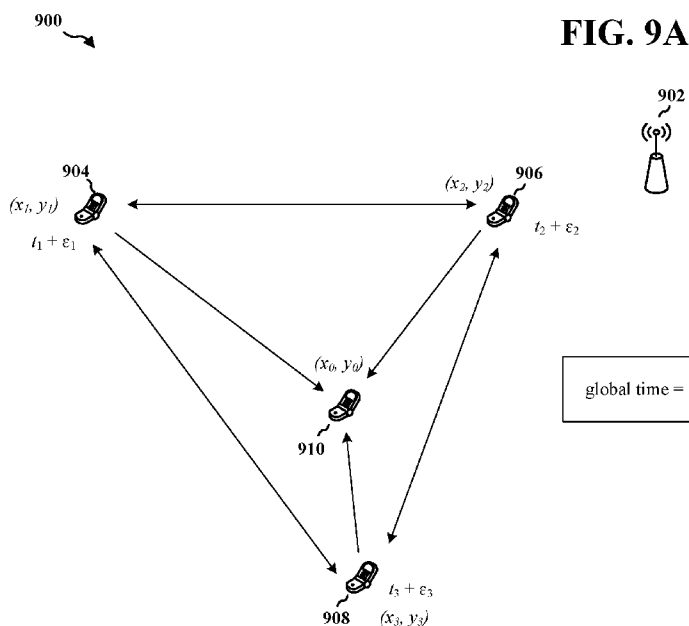 900
FIG. 9A
902
904
906
(x₁, y₁)
(x₂, y₂)
t₁ + ε₁
t₂ + ε₂
(x₀, y₀)
global time =
910
t₃ + ε₃
908
(x₃, y₃)